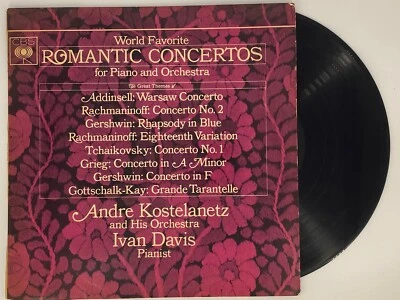 CBS
World Favorite
ROMANTIC CONCERTOS
for Piano and Orchestra
Addinsell: Warsaw Concerto
Rachmaninoff: Concerto No. 2
Gershwin: Rhapsody in Blue
Rachmaninoff: Eighteenth Variation
Tchaikovsky: Concerto No. 1
Grieg: Concerto in A Minor
Gershwin: Concerto in F
Gottschalk-Kay: Grande Tarantelle
Andre Kostelanetz
and His Orchestra
Ivan Davis
Pianist